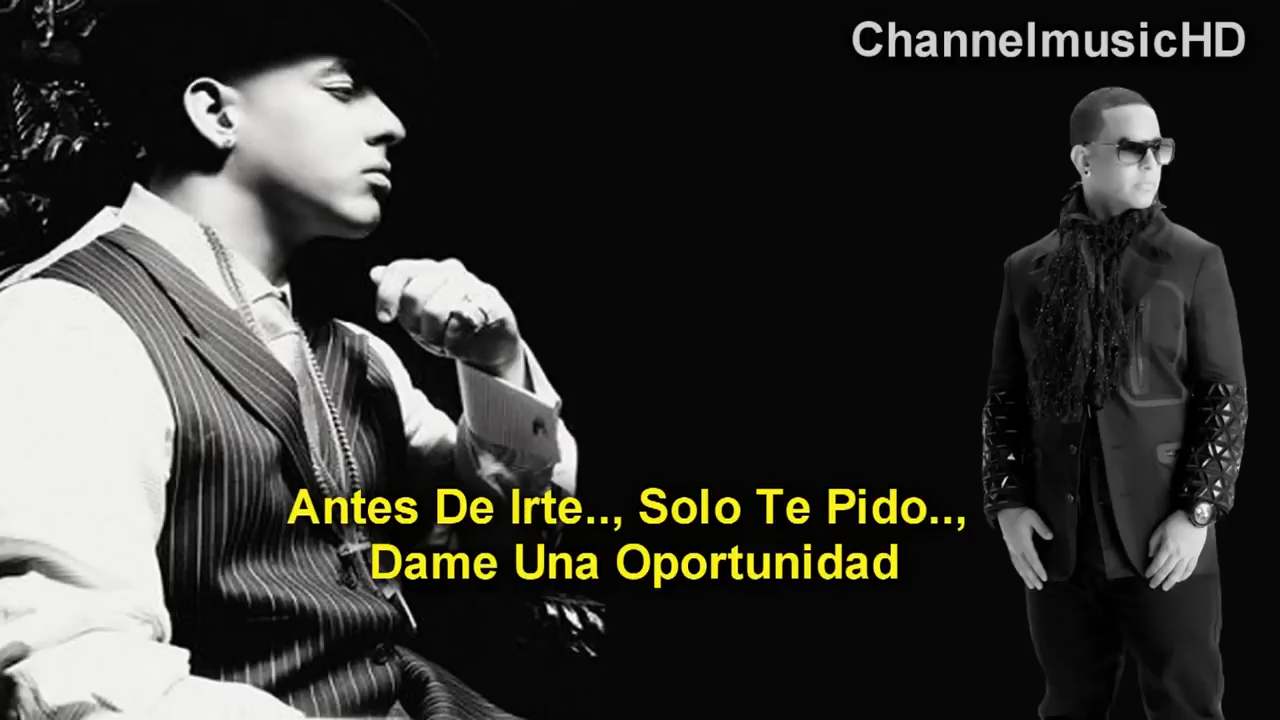 ChannelmusicHD
Antes De Irte.., Solo Te Pido..,
Dame Una Oportunidad